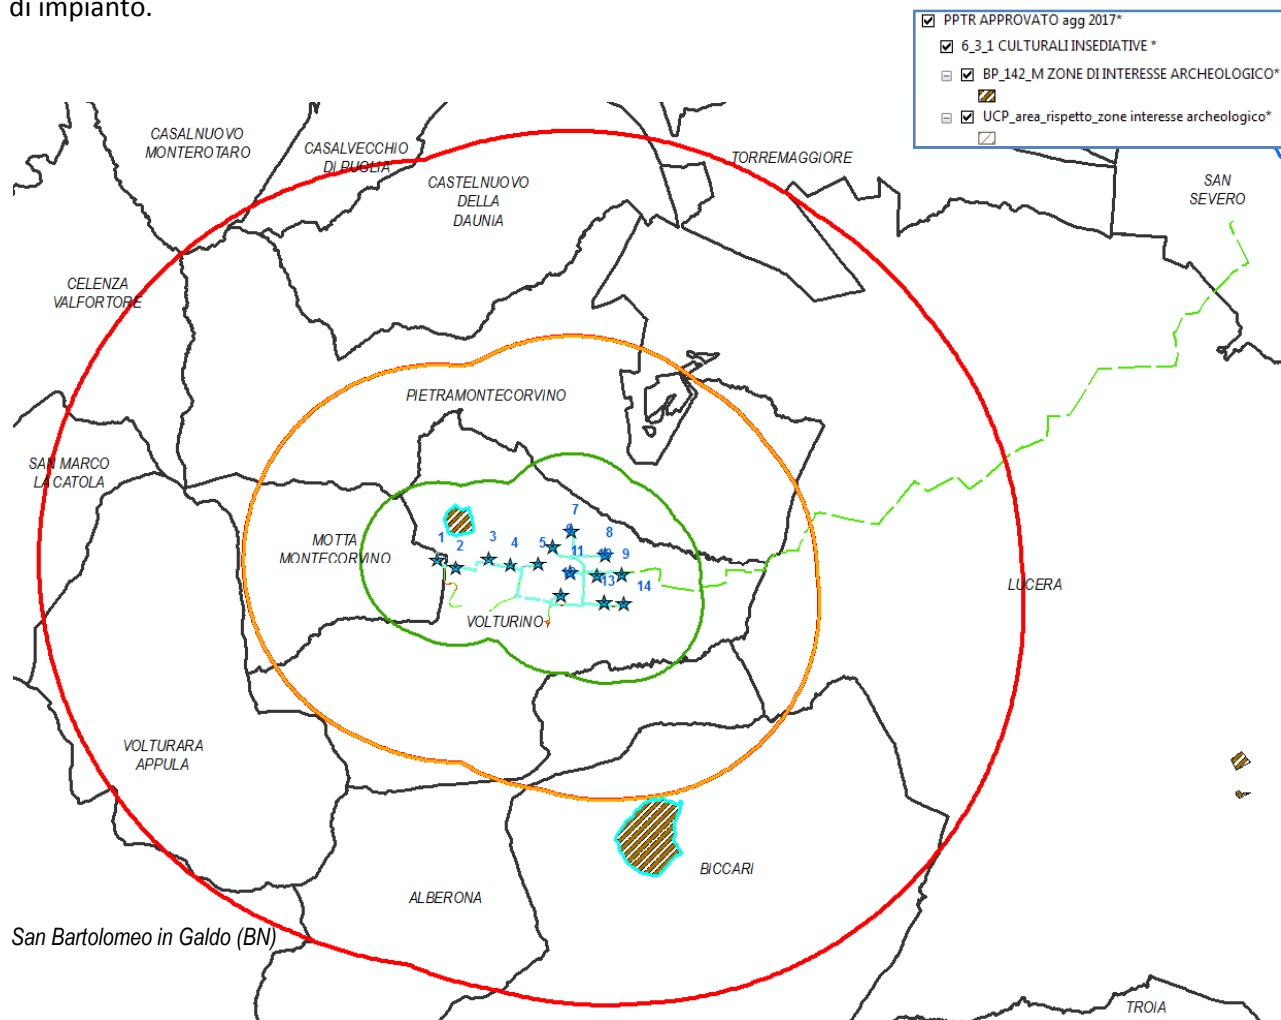 di impianto.
PPTR APPROVATO agg 2017*
6_3_1 CULTURALI INSEDIATIVE *
BP_142_M ZONE DI INTERESSE ARCHEOLOGICO*
UCP_area_rispetto_zone interesse archeologico*
CASALNUOVO
MONTEROTARO
CASALVECCHIO
DI PUGLIA
CASTELNUOVO
DELLA
DAUNIA
TORREMAGGIORE
SAN
SEVERO
CELENZA
VALFORTORE
PIETRAMONTECORVINO
SAN MARCO
LA CATOLA
MOTTA
MONTECORVINO
7
8
1
2
3
4
5
11
9
13
14
VOLTURINO
LUCERA
VOLTURARA
APPULA
BICCARI
ALBERONA
San Bartolomeo in Galdo (BN)
TROIA